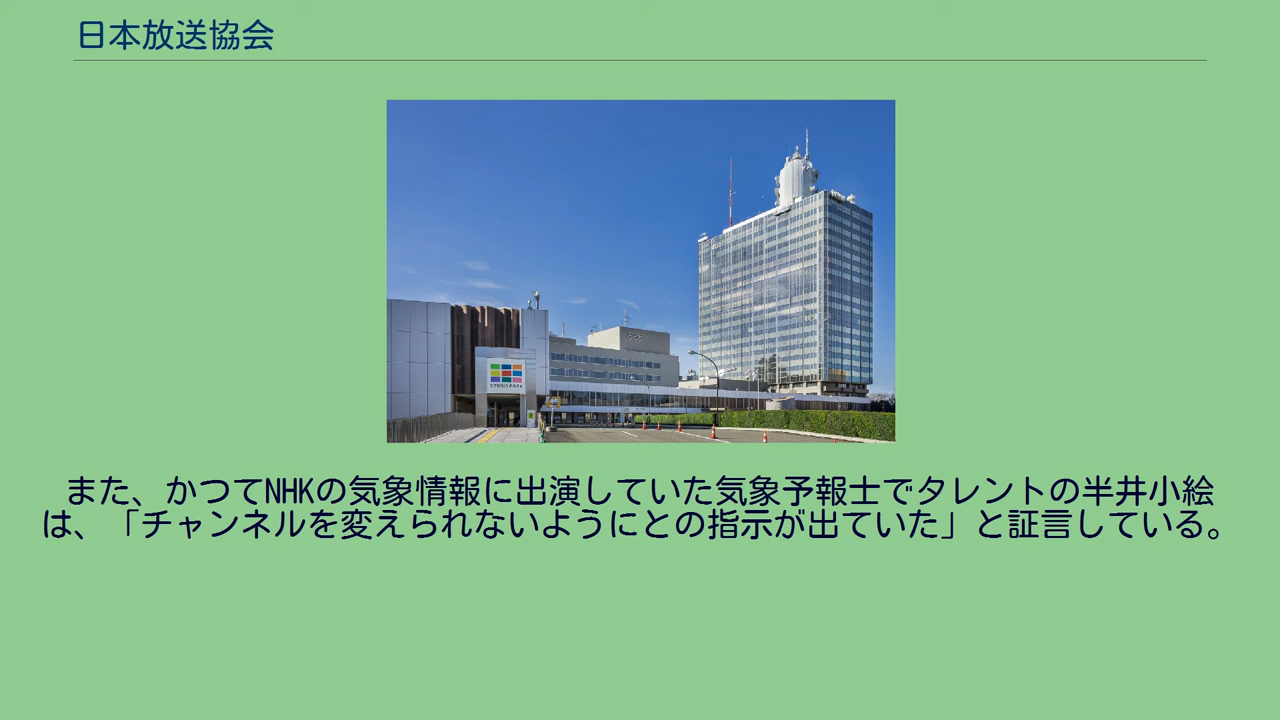 日本放送協会
STUDIO PARK
また、かつてNHKの気象情報に出演していた気象予報士でタレントの半井小絵
は、「チャンネルを変えられないようにとの指示が出ていた」と証言している。